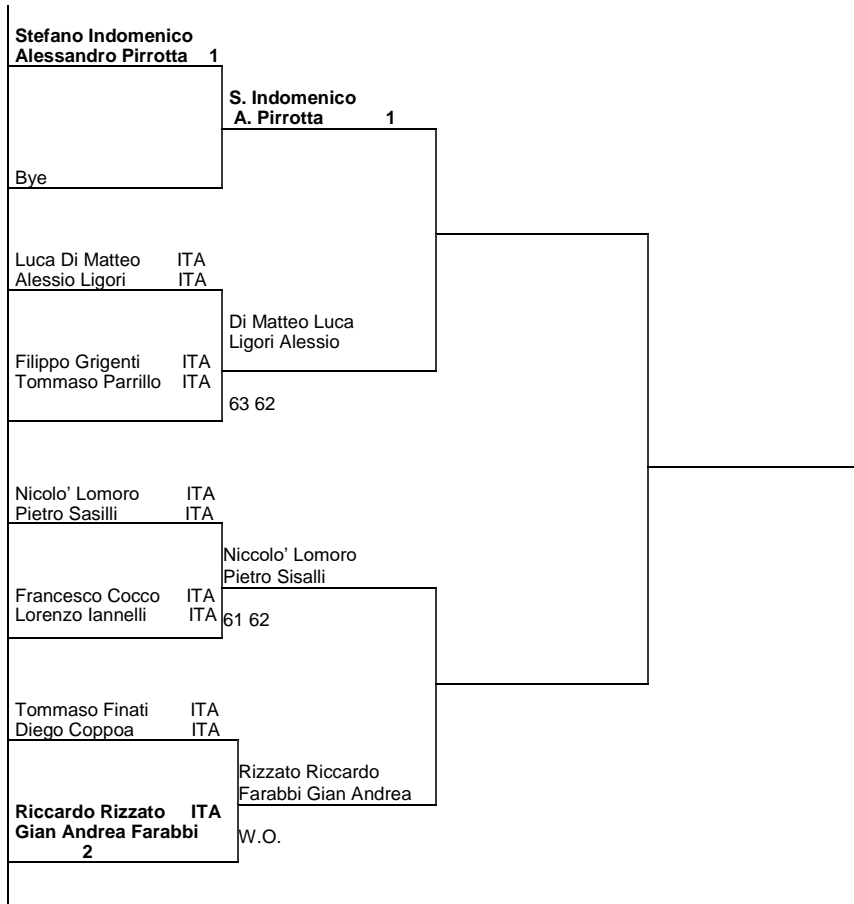 Stefano Indomenico
Alessandro Pirrotta 1
S. Indomenico
A. Pirrotta 1
Bye
Luca Di Matteo ITA
Alessio Ligori ITA
Di Matteo Luca
Ligori Alessio
Filippo Grigenti ITA
Tommaso Parrillo ITA
63 62
Nicolo' Lomoro ITA
Pietro Sasilli ITA
Niccolo' Lomoro
Pietro Sisalli
Francesco Cocco ITA
Lorenzo Iannelli ITA
61 62
Tommaso Finati ITA
Diego Coppoa ITA
Rizzato Riccardo
Farabbi Gian Andrea
Riccardo Rizzato ITA
Gian Andrea Farabbi
2
W.O.